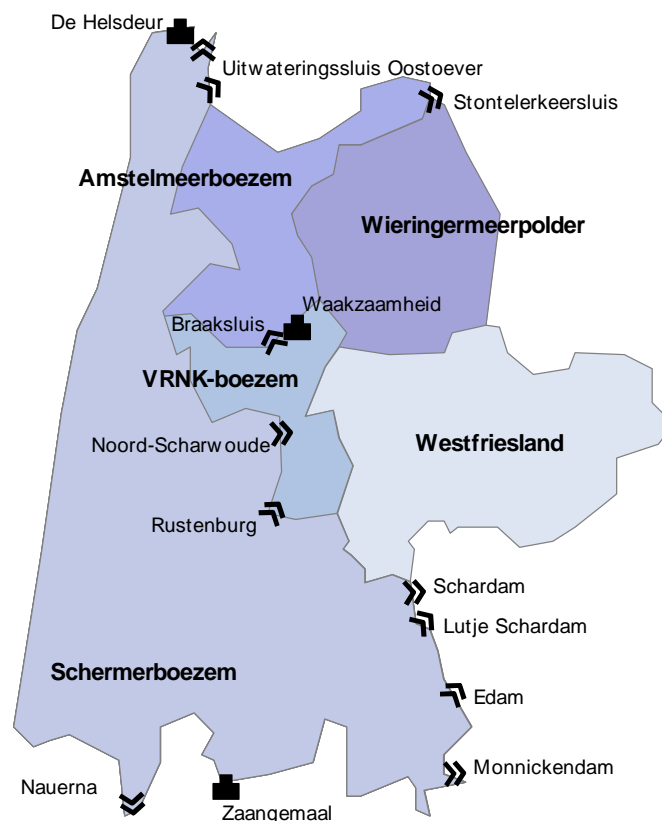 De Helsdeur
Uitwateringssluis Oostoever
Stontelerkeersluis
Amstelmeerboezem
Wieringermeerpolder
Waakzaamheid
Braaksluis
VRNK-boezem
Noord-Scharwoude
Westfriesland
Rustenburg
Schardam
Lutje Schardam
Schermerboezem
Edam
Monnickendam
Nauerna
Zaangemaal